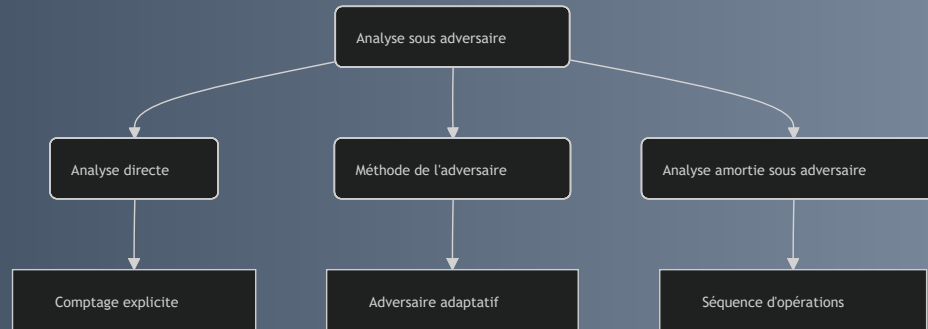 Analyse sous adversaire
Analyse directe
Méthode de l'adversaire
Analyse amortie sous adversaire
Comptage explicite
Adversaire adaptatif
Séquence d'opérations